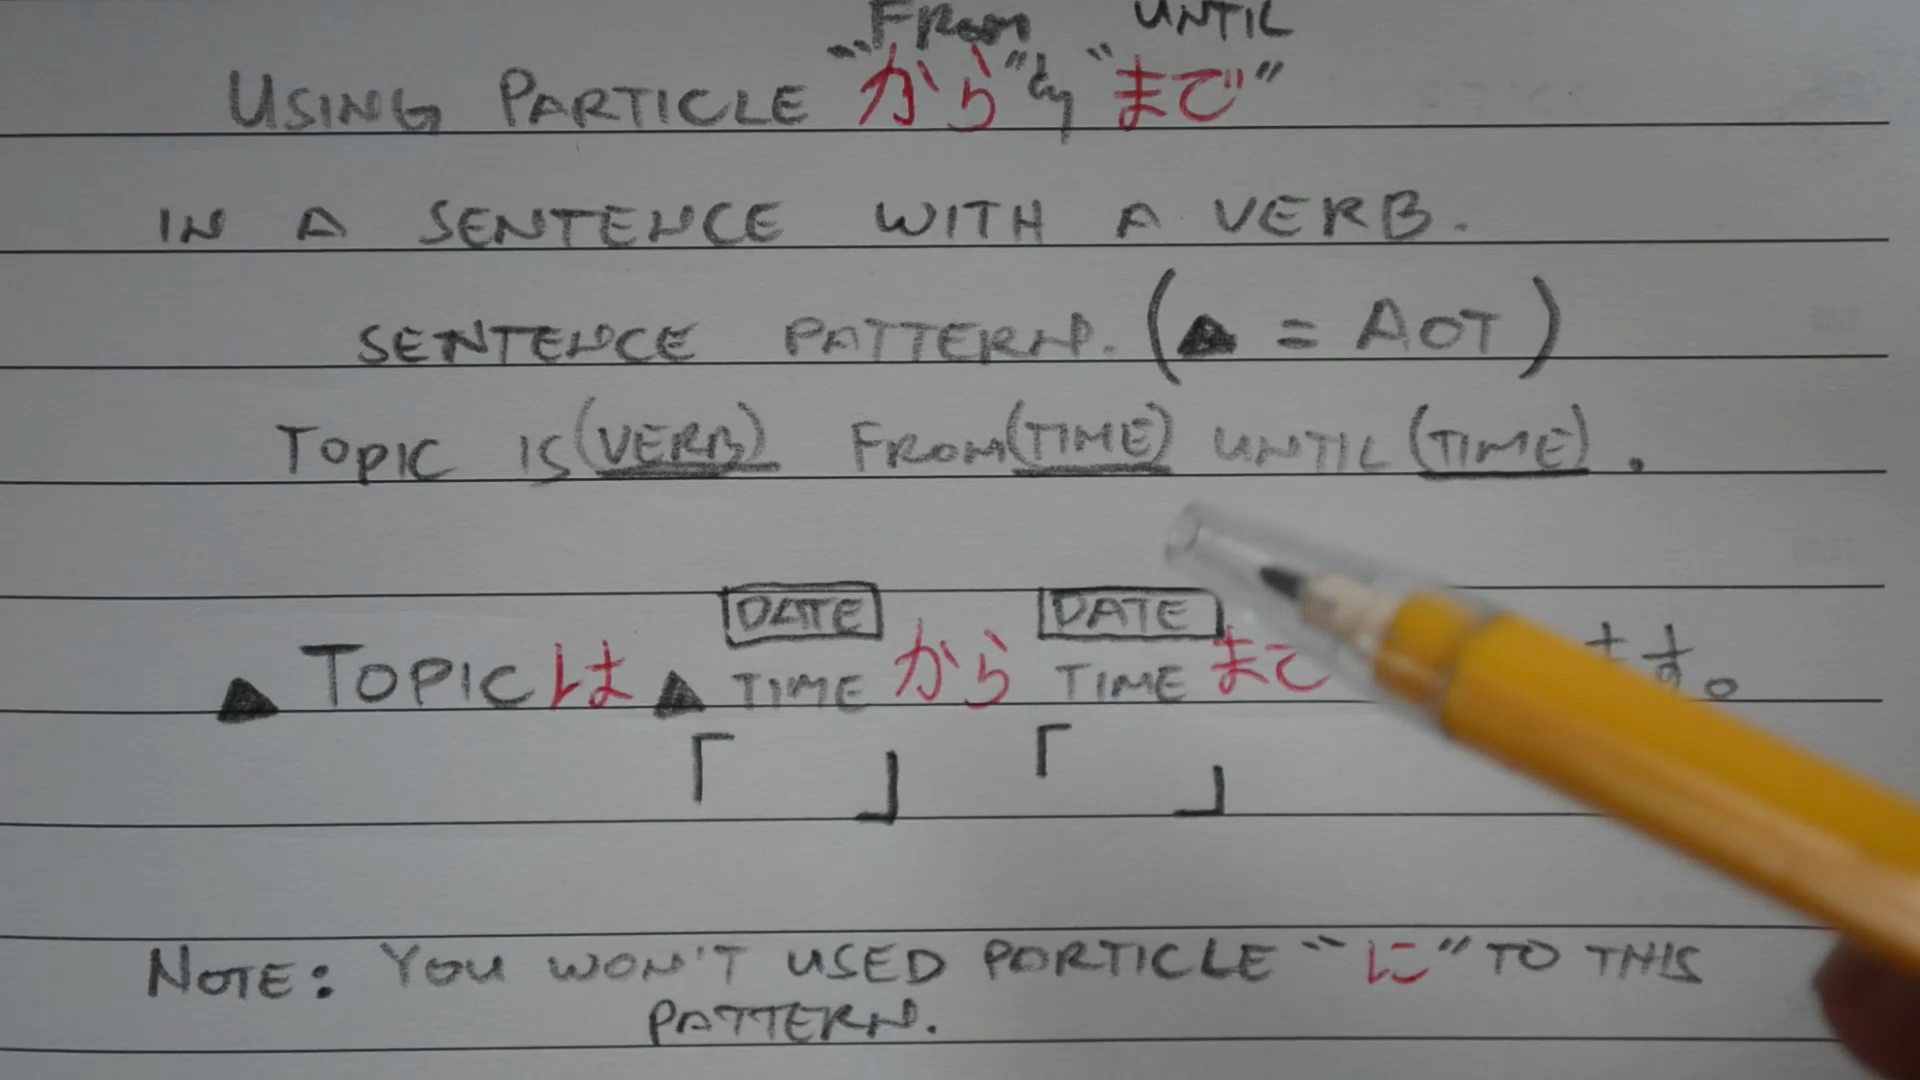 FROM UNTIL
USING PARTICLE "から" & "まで"
IN A SENTENCE WITH A VERB.
SENTENCE PATTERN. (▲ = AOT)
TOPIC IS (VERB) FROM (TIME) UNTIL (TIME).
DATE DATE
▲ TOPIC は ▲ TIME から TIME まで ます。
「 」 「 」
NOTE: YOU WON'T USED PARTICLE "に" TO THIS
PATTERN.